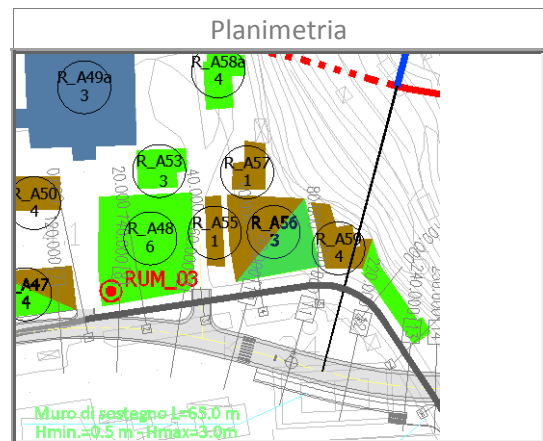 Planimetria
R_A58a
4
R_A49a
3
R_A53
3
R_A57
1
R_A50
4
R_A48
6
R_A55
1
R_A56
3
R_A59
4
RUM_03
R_A47
4
Muro di sostegno L=65.0 m
Hmin.=0.5 m - Hmax=3.0m